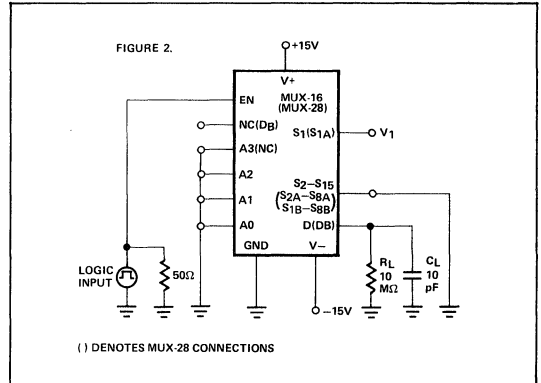 FIGURE 2.
+15V
V+
EN
MUX-16
(MUX-28)
NC(DB)
S1(S1A)
V1
A3(NC)
A2
S2–S15
(S2A–S8A
S1B–S8B)
A1
A0
D(DB)
GND
V–
LOGIC
INPUT
50Ω
RL
10
MΩ
CL
10
pF
–15V
( ) DENOTES MUX-28 CONNECTIONS